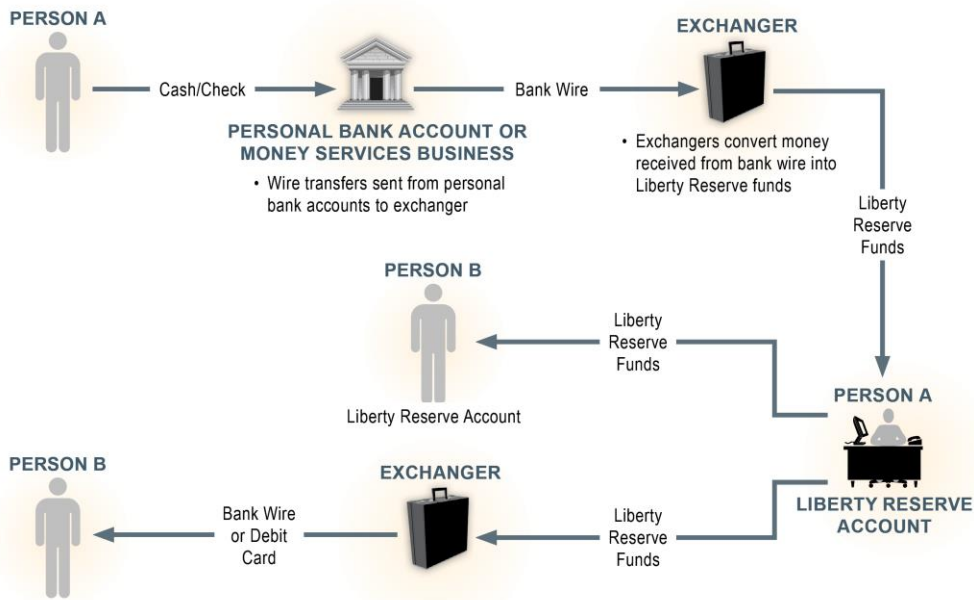 PERSON A
Cash/Check
PERSONAL BANK ACCOUNT OR
MONEY SERVICES BUSINESS
• Wire transfers sent from personal
bank accounts to exchanger
Bank Wire
EXCHANGER
• Exchangers convert money
received from bank wire into
Liberty Reserve funds
Liberty
Reserve
Funds
PERSON A
LIBERTY RESERVE
ACCOUNT
Liberty
Reserve
Funds
PERSON B
Liberty Reserve Account
Liberty
Reserve
Funds
EXCHANGER
Bank Wire
or Debit
Card
PERSON B